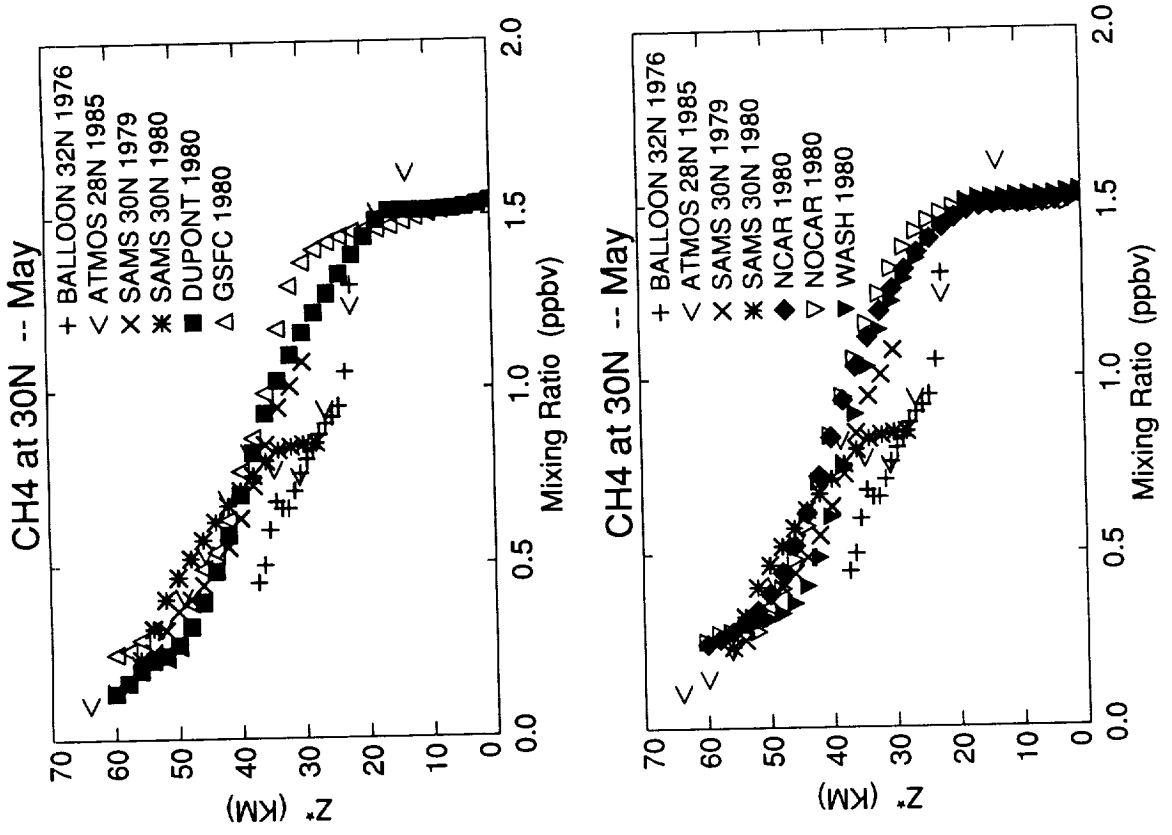 CH4 at 30N -- May
+ BALLOON 32N 1976
< ATMOS 28N 1985
× SAMS 30N 1979
✳ SAMS 30N 1980
■ DUPONT 1980
△ GSFC 1980
70
60
50
40
30
20
10
0
Z* (KM)
0.0
0.5
1.0
1.5
2.0
Mixing Ratio (ppbv)
CH4 at 30N -- May
+ BALLOON 32N 1976
< ATMOS 28N 1985
× SAMS 30N 1979
✳ SAMS 30N 1980
◆ NCAR 1980
▽ NOCAR 1980
▼ WASH 1980
70
60
50
40
30
20
10
0
Z* (KM)
0.0
0.5
1.0
1.5
2.0
Mixing Ratio (ppbv)